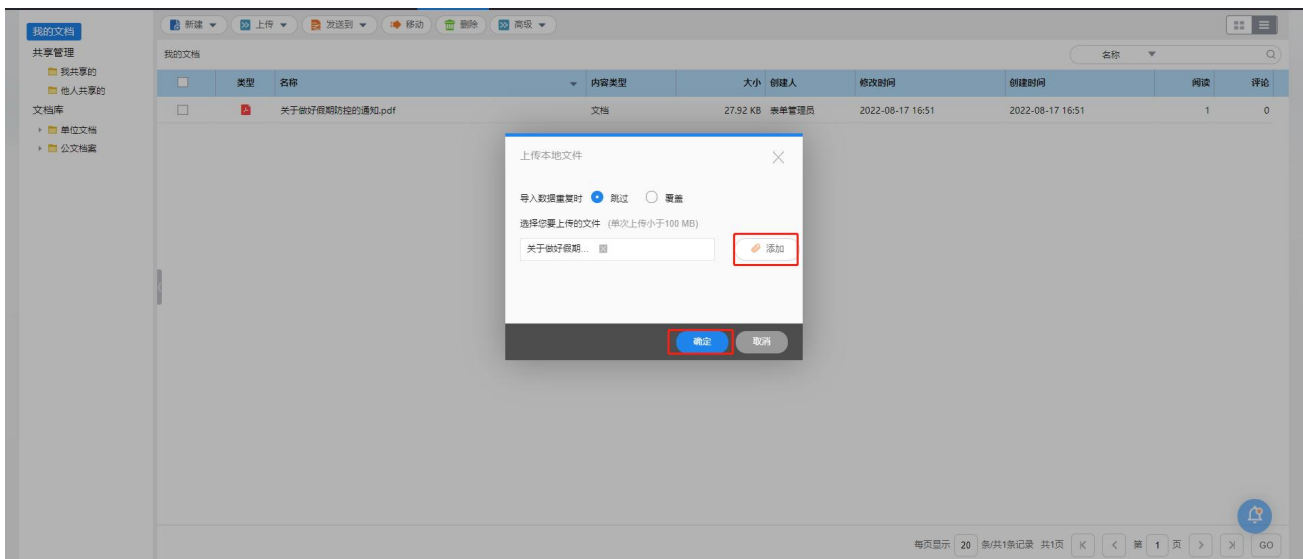 我的文档
新建 上传 发送到 移动 删除 高级
共享管理
我共享的
他人共享的
文档库
单位文档
公文档案
我的文档 名称
类型 名称 内容类型 大小 创建人 修改时间 创建时间 阅读 评论
关于做好假期防控的通知.pdf 文档 27.92 KB 表单管理员 2022-08-17 16:51 2022-08-17 16:51 1 0
上传本地文件
导入数据重复时 跳过 覆盖
选择您要上传的文件 (单次上传小于100 MB)
关于做好假期... 添加
确定 取消
每页显示 20 条/共1条记录 共1页 第 1 页 GO